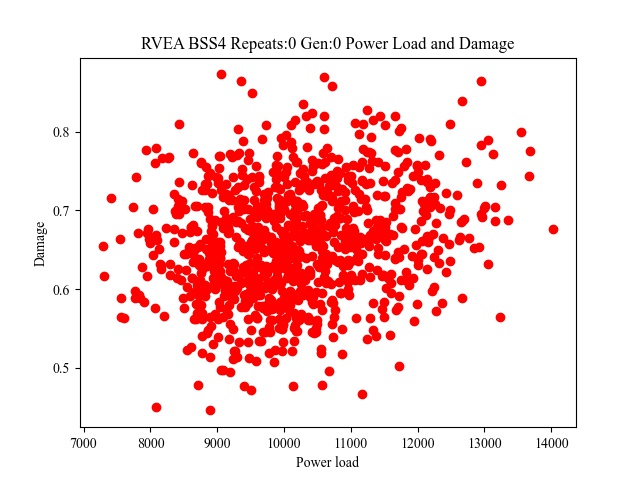 RVEA BSS4 Repeats:0 Gen:0 Power Load and Damage
0.8
0.7
0.6
0.5
Damage
7000 8000 9000 10000 11000 12000 13000 14000
Power load